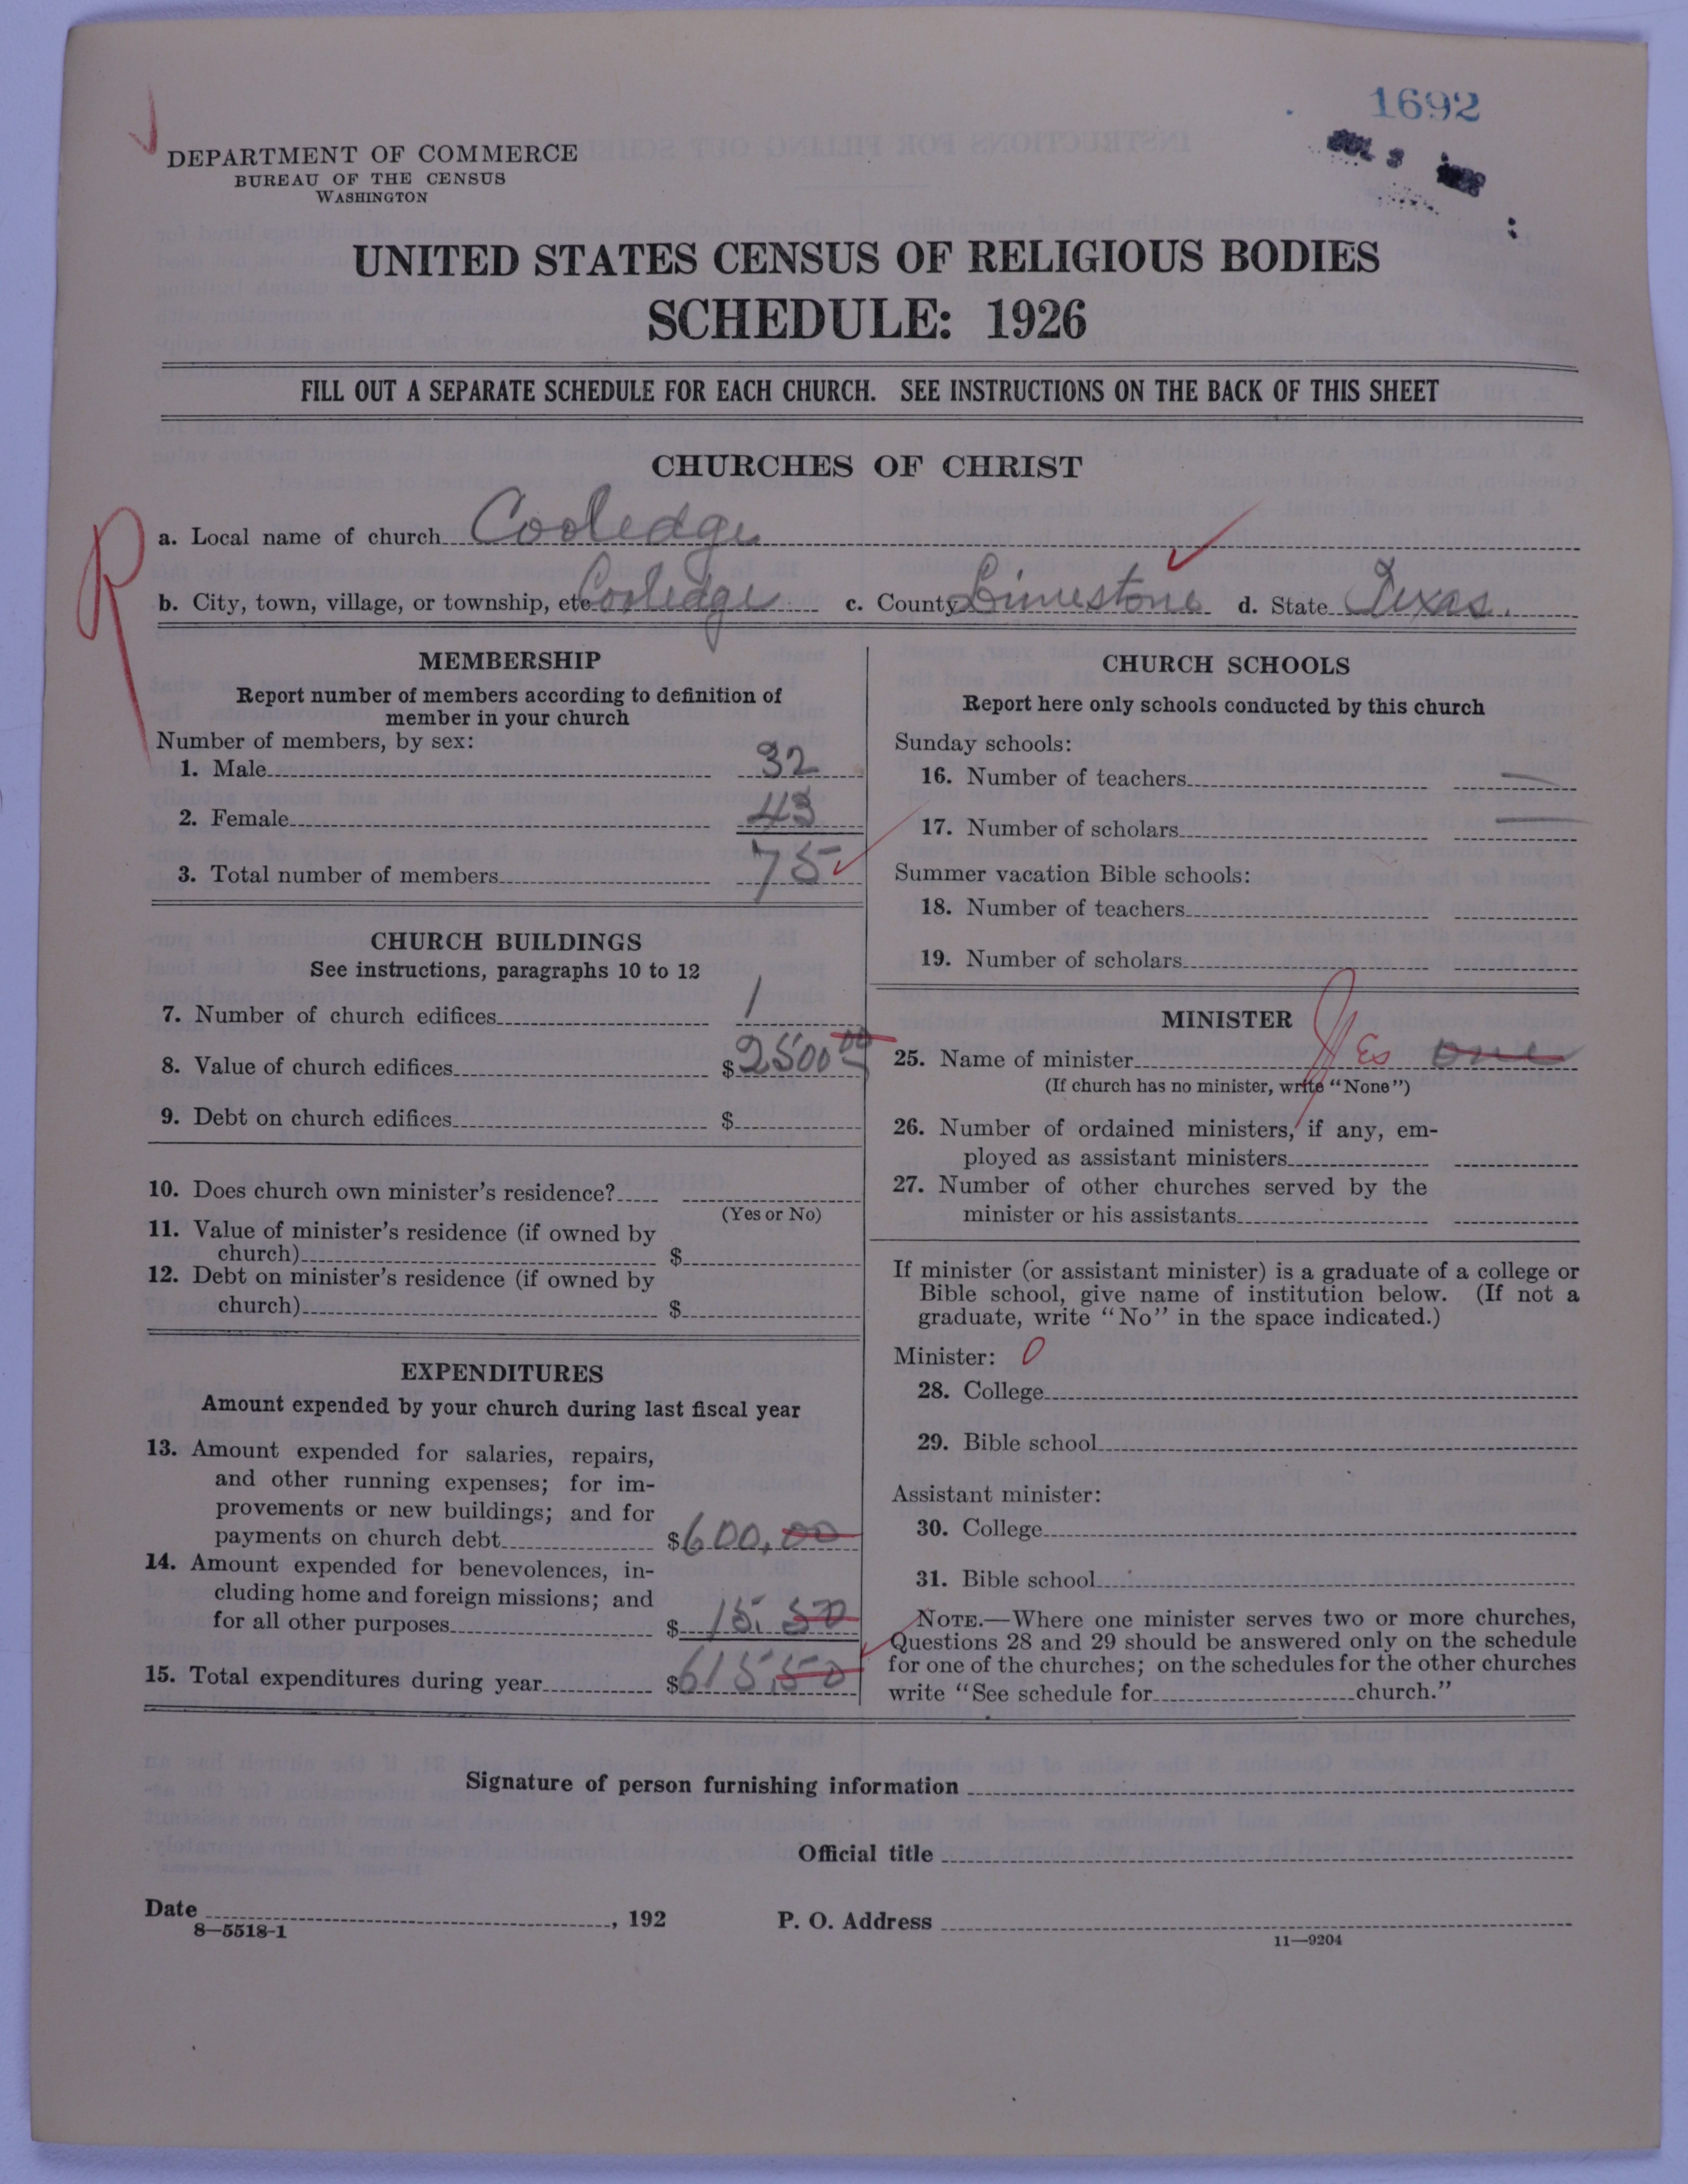 1692
DEPARTMENT OF COMMERCE
BUREAU OF THE CENSUS
WASHINGTON
UNITED STATES CENSUS OF RELIGIOUS BODIES
SCHEDULE: 1926
FILL OUT A SEPARATE SCHEDULE FOR EACH CHURCH. SEE INSTRUCTIONS ON THE BACK OF THIS SHEET
CHURCHES OF CHRIST
R
a. Local name of church Cooledge
b. City, town, village, or township, etc Cooledge c. County Limestone d. State Texas.
MEMBERSHIP
Report number of members according to definition of
member in your church
Number of members, by sex:
1. Male 32
2. Female 43
3. Total number of members 75
CHURCH BUILDINGS
See instructions, paragraphs 10 to 12
7. Number of church edifices 1
8. Value of church edifices $2500 00
9. Debt on church edifices $
10. Does church own minister's residence?
(Yes or No)
11. Value of minister's residence (if owned by
church) $
12. Debt on minister's residence (if owned by
church) $
EXPENDITURES
Amount expended by your church during last fiscal year
13. Amount expended for salaries, repairs,
and other running expenses; for im-
provements or new buildings; and for
payments on church debt $600.00
14. Amount expended for benevolences, in-
cluding home and foreign missions; and
for all other purposes $15.50
15. Total expenditures during year $615.50
CHURCH SCHOOLS
Report here only schools conducted by this church
Sunday schools:
16. Number of teachers —
17. Number of scholars —
Summer vacation Bible schools:
18. Number of teachers
19. Number of scholars
MINISTER
25. Name of minister Yes one
(If church has no minister, write "None")
26. Number of ordained ministers, if any, em-
ployed as assistant ministers
27. Number of other churches served by the
minister or his assistants
If minister (or assistant minister) is a graduate of a college or
Bible school, give name of institution below. (If not a
graduate, write "No" in the space indicated.)
Minister: 0
28. College
29. Bible school
Assistant minister:
30. College
31. Bible school
NOTE.—Where one minister serves two or more churches,
Questions 28 and 29 should be answered only on the schedule
for one of the churches; on the schedules for the other churches
write "See schedule for church."
Signature of person furnishing information
Official title
Date , 192
P. O. Address
8—5518-1
11—9204